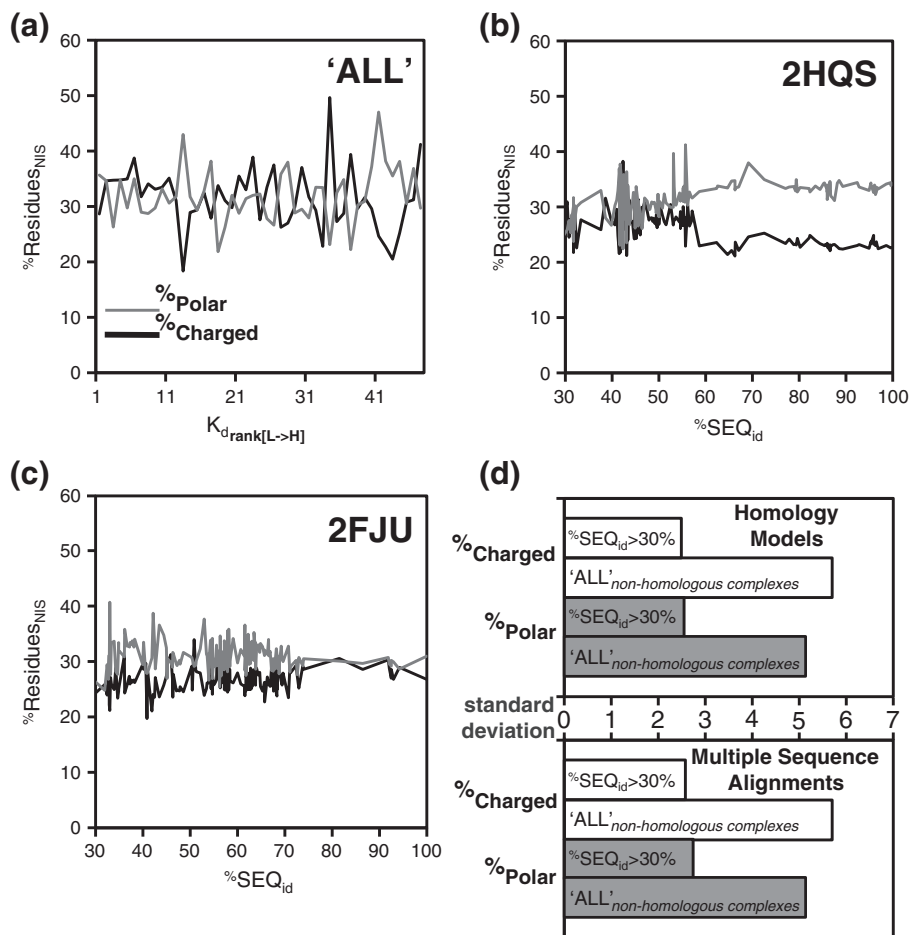 (a)
60
50
40
30
20
10
0
%ResiduesNIS
'ALL'
%Polar
%Charged
1 11 21 31 41
Kd rank[L->H]
(b)
60
50
40
30
20
10
0
%ResiduesNIS
2HQS
30 40 50 60 70 80 90 100
%SEQid
(c)
60
50
40
30
20
10
0
%ResiduesNIS
2FJU
30 40 50 60 70 80 90 100
%SEQid
(d)
Homology
Models
%Charged
%SEQid>30%
'ALL'non-homologous complexes
%Polar
%SEQid>30%
'ALL'non-homologous complexes
standard
deviation
0 1 2 3 4 5 6 7
Multiple Sequence
Alignments
%Charged
%SEQid>30%
'ALL'non-homologous complexes
%Polar
%SEQid>30%
'ALL'non-homologous complexes